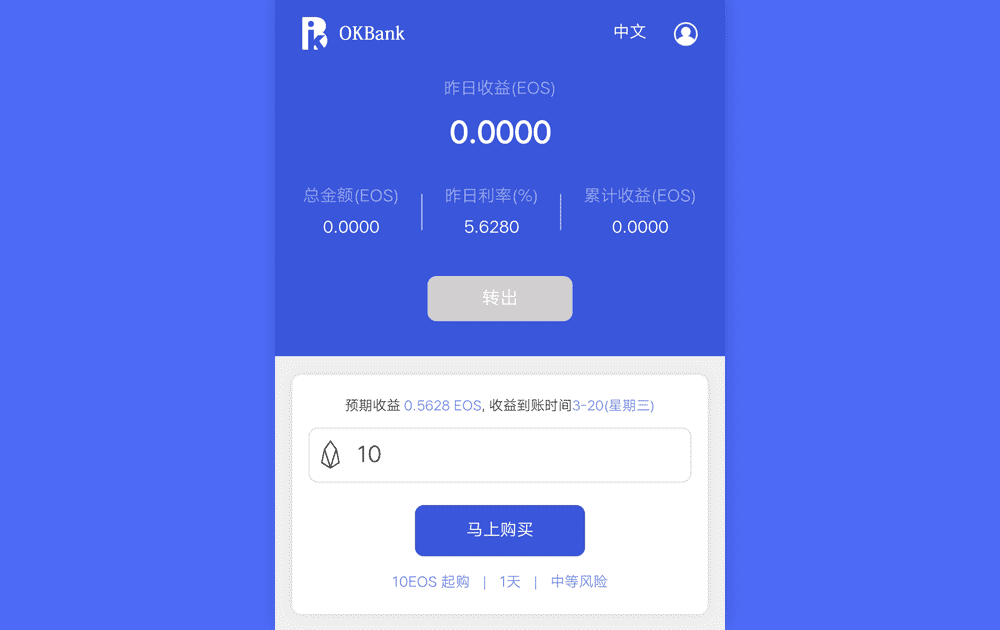 OKBank 中文
昨日收益(EOS)
0.0000
总金额(EOS) 昨日利率(%) 累计收益(EOS)
0.0000 5.6280 0.0000
转出
预期收益 0.5628 EOS, 收益到账时间3-20(星期三)
10
马上购买
10EOS 起购 | 1天 | 中等风险